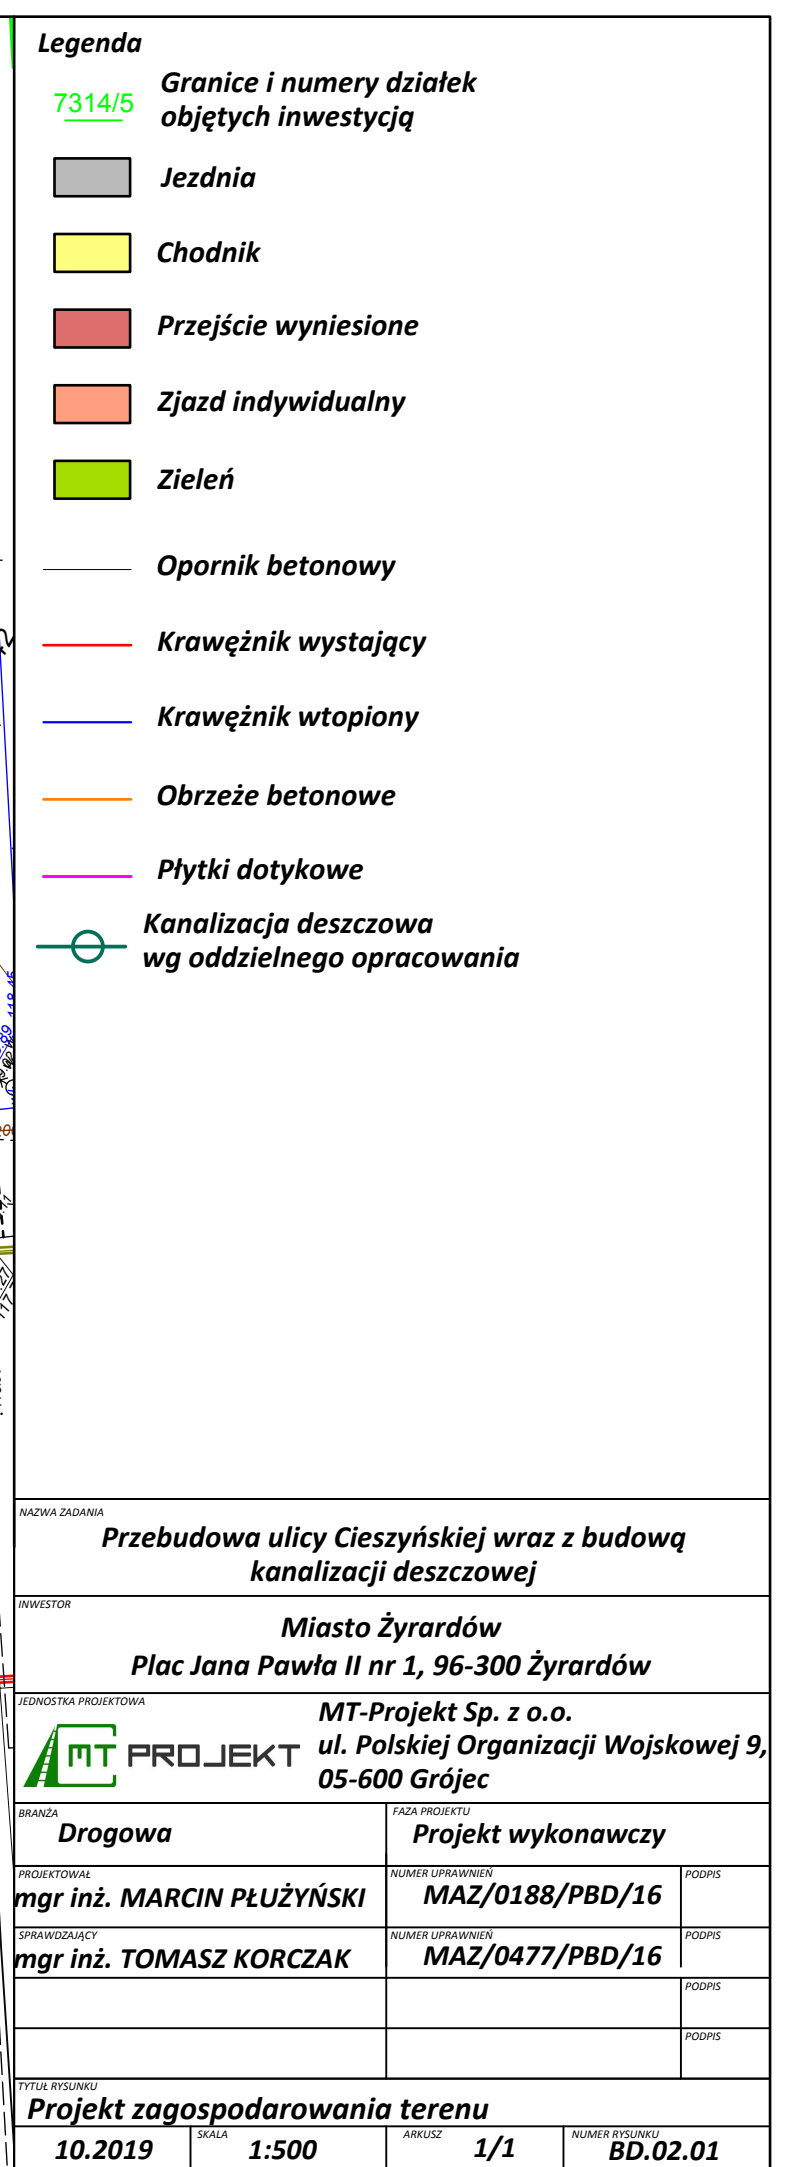 Legenda
7314/5
Granice i numery działek
objętych inwestycją
Jezdnia
Chodnik
Przejście wyniesione
Zjazd indywidualny
Zieleń
Opornik betonowy
Krawężnik wystający
Krawężnik wtopiony
Obrzeże betonowe
Płytki dotykowe
Kanalizacja deszczowa
wg oddzielnego opracowania
NAZWA ZADANIA
Przebudowa ulicy Cieszyńskiej wraz z budową
kanalizacji deszczowej
INWESTOR
Miasto Żyrardów
Plac Jana Pawła II nr 1, 96-300 Żyrardów
JEDNOSTKA PROJEKTOWA
MT PROJEKT
MT-Projekt Sp. z o.o.
ul. Polskiej Organizacji Wojskowej 9,
05-600 Grójec
BRANŻA
Drogowa
FAZA PROJEKTU
Projekt wykonawczy
PROJEKTOWAŁ
mgr inż. MARCIN PŁUŻYŃSKI
NUMER UPRAWNIEŃ
MAZ/0188/PBD/16
PODPIS
SPRAWDZAJĄCY
mgr inż. TOMASZ KORCZAK
NUMER UPRAWNIEŃ
MAZ/0477/PBD/16
PODPIS
PODPIS
PODPIS
TYTUŁ RYSUNKU
Projekt zagospodarowania terenu
10.2019
SKALA
1:500
ARKUSZ
1/1
NUMER RYSUNKU
BD.02.01